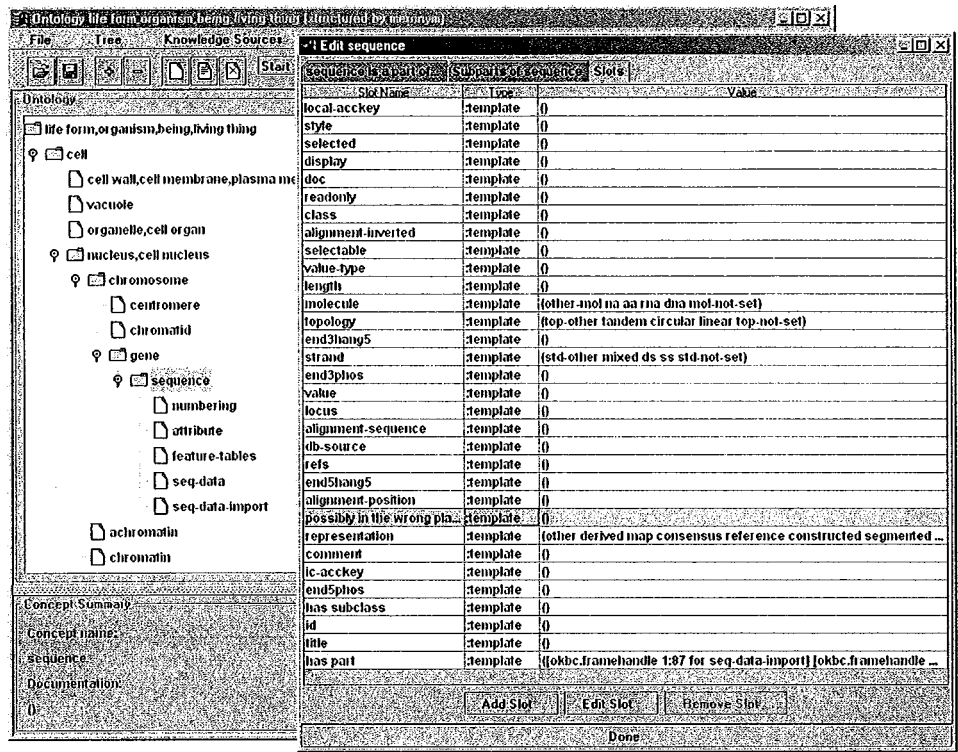 Ontology life form,organism,being,living thing (structured by meronym)
File Tree Knowledge Sources
Start
Ontology
life form,organism,being,living thing
cell
cell wall,cell membrane,plasma me
vacuole
organelle,cell organ
nucleus,cell nucleus
chromosome
centromere
chromatid
gene
sequence
numbering
attribute
feature-tables
seq-data
seq-data-import
achromatin
chromatin
Concept Summary
Concept name:
sequence
Documentation:
()
Edit sequence
sequence is a part of... Subparts of sequence Slots
Slot Name Type Value
local-acckey :template ()
style :template ()
selected :template ()
display :template ()
doc :template ()
readonly :template ()
class :template ()
alignment-inverted :template ()
selectable :template ()
value-type :template ()
length :template ()
molecule :template (other-mol na aa rna dna mol-not-set)
topology :template (top-other tandem circular linear top-not-set)
end3hang5 :template ()
strand :template (std-other mixed ds ss std-not-set)
end3phos :template ()
value :template ()
locus :template ()
alignment-sequence :template ()
db-source :template ()
refs :template ()
end5hang5 :template ()
alignment-position :template ()
possibly in the wrong pla... :template ()
representation :template (other derived map consensus reference constructed segmented ...
comment :template ()
lc-acckey :template ()
end5phos :template ()
has subclass :template ()
id :template ()
title :template ()
has part :template ([okbc.framehandle 1:87 for seq-data-import] [okbc.framehandle ...
Add Slot Edit Slot Remove Slot
Done